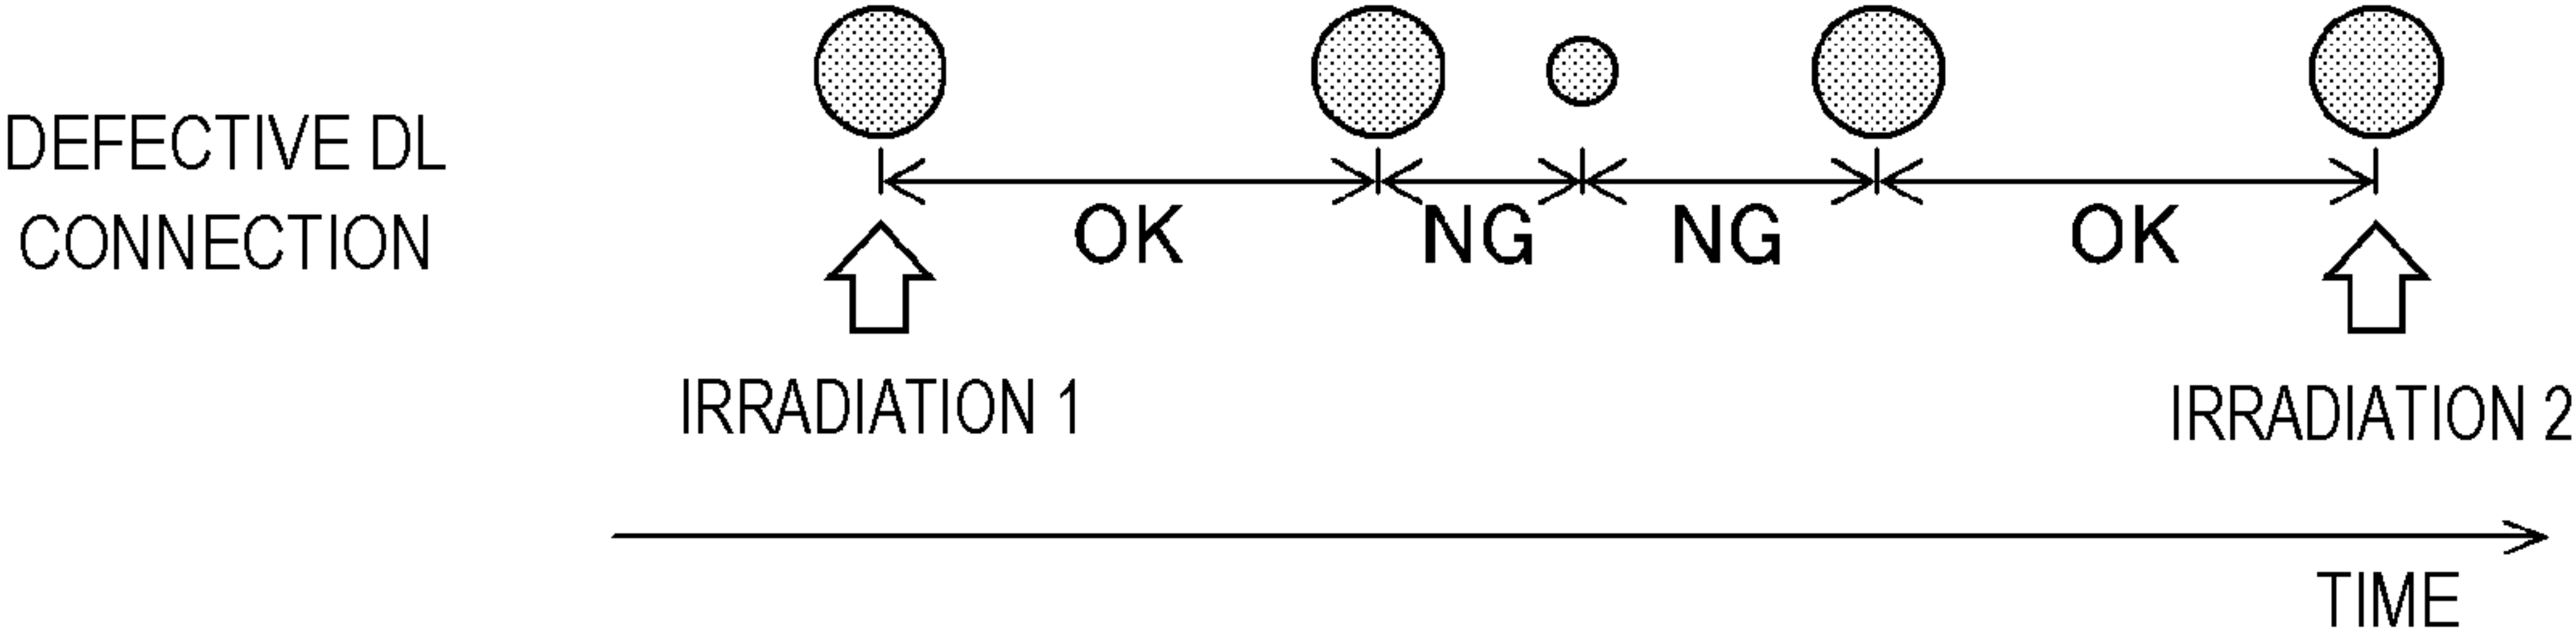 DEFECTIVE DL
CONNECTION
OK NG NG OK
IRRADIATION 1
IRRADIATION 2
TIME